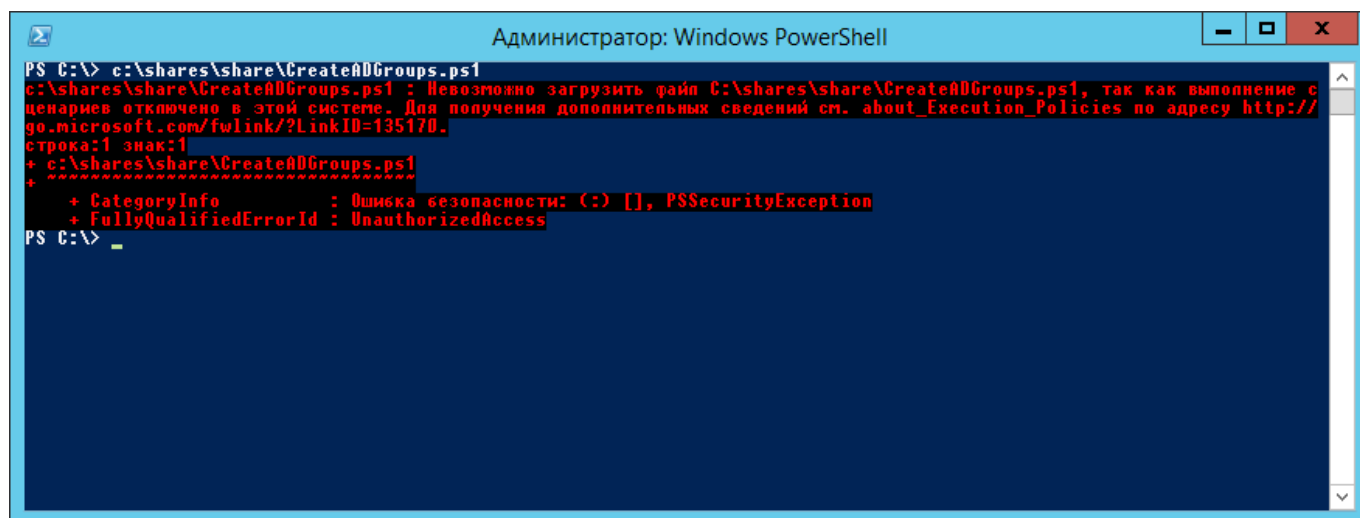 Администратор: Windows PowerShell
PS C:\> c:\shares\share\CreateADGroups.ps1
c:\shares\share\CreateADGroups.ps1 : Невозможно загрузить файл C:\shares\share\CreateADGroups.ps1, так как выполнение с
ценариев отключено в этой системе. Для получения дополнительных сведений см. about_Execution_Policies по адресу http://
go.microsoft.com/fwlink/?LinkID=135170.
строка:1 знак:1
+ c:\shares\share\CreateADGroups.ps1
+ ~~~~~~~~~~~~~~~~~~~~~~~~~~~~~~~~~~
    + CategoryInfo          : Ошибка безопасности: (:) [], PSSecurityException
    + FullyQualifiedErrorId : UnauthorizedAccess
PS C:\> _